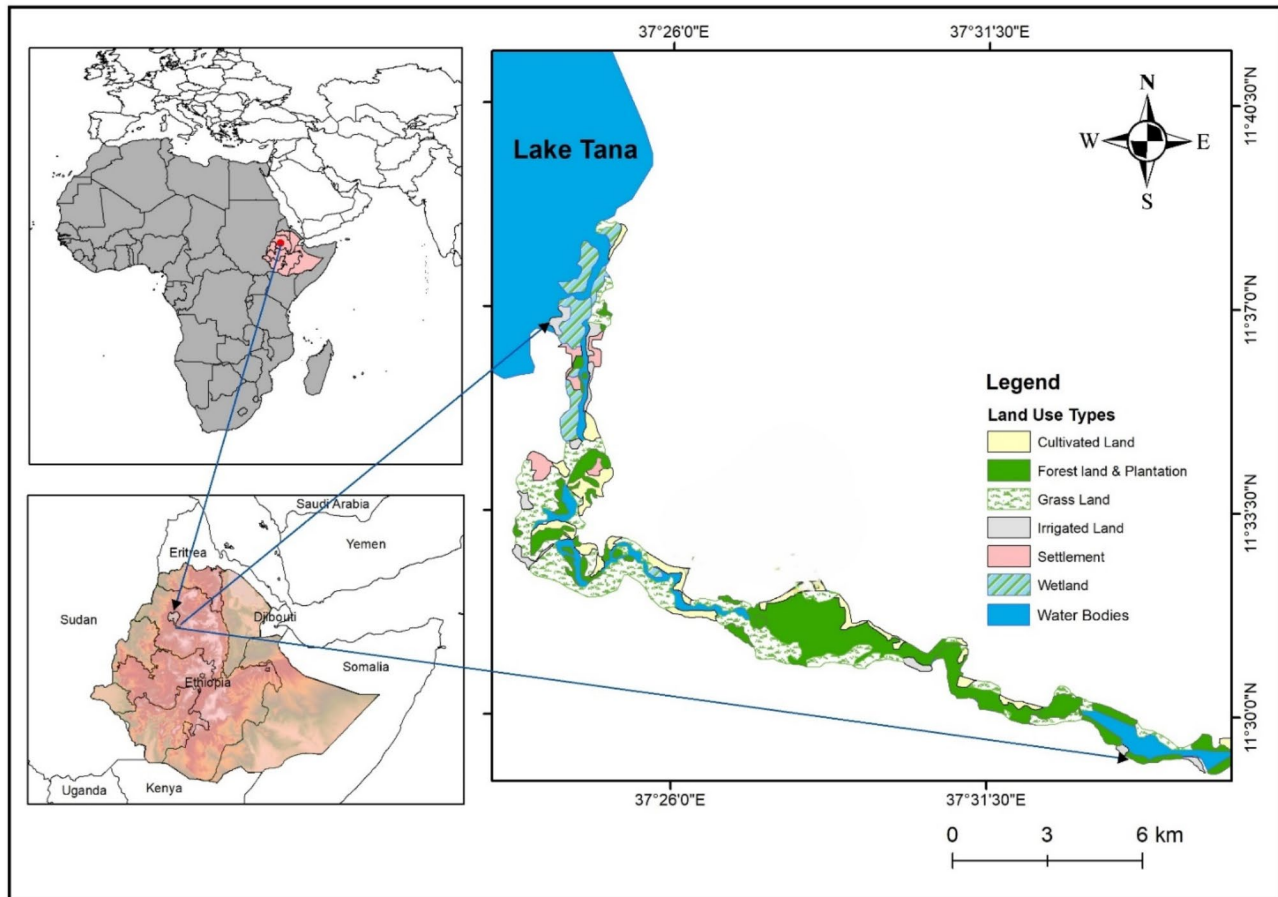 37°26'0"E
37°31'30"E
Lake Tana
N
W
E
S
11°40'30"N
11°37'0"N
11°33'30"N
11°30'0"N
Legend
Land Use Types
Cultivated Land
Forest land & Plantation
Grass Land
Irrigated Land
Settlement
Wetland
Water Bodies
Saudi Arabia
Yemen
Eritrea
Sudan
Djibouti
Somalia
Ethiopia
Uganda
Kenya
37°26'0"E
37°31'30"E
0 3 6 km